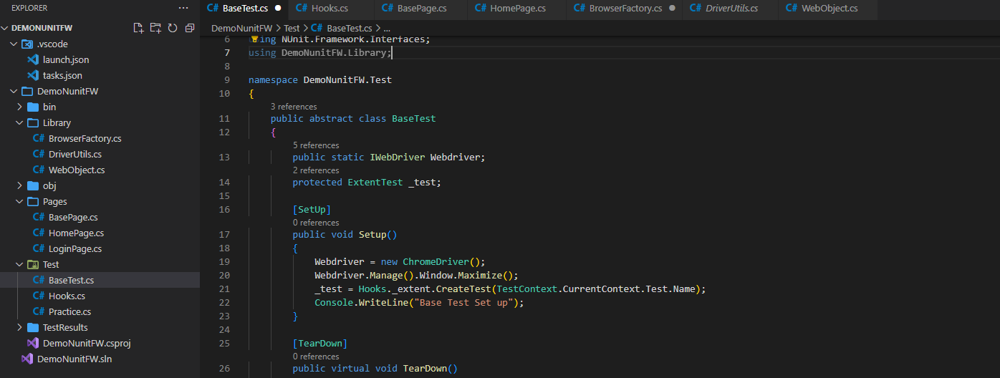 EXPLORER ...
DEMONUNITFW
.vscode
launch.json
tasks.json
DemoNunitFW
bin
Library
C# BrowserFactory.cs
C# DriverUtils.cs
C# WebObject.cs
obj
Pages
C# BasePage.cs
C# HomePage.cs
C# LoginPage.cs
Test
C# BaseTest.cs
C# Hooks.cs
C# Practice.cs
TestResults
DemoNunitFW.csproj
DemoNunitFW.sln
C# BaseTest.cs C# Hooks.cs C# BasePage.cs C# HomePage.cs C# BrowserFactory.cs C# DriverUtils.cs C# WebObject.cs
DemoNunitFW > Test > C# BaseTest.cs > ...
6 ing NUnit.Framework.Interfaces;
7 using DemoNunitFW.Library;
8
9 namespace DemoNunitFW.Test
10 {
3 references
11 public abstract class BaseTest
12 {
5 references
13 public static IWebDriver Webdriver;
2 references
14 protected ExtentTest _test;
15
16 [SetUp]
0 references
17 public void Setup()
18 {
19 Webdriver = new ChromeDriver();
20 Webdriver.Manage().Window.Maximize();
21 _test = Hooks._extent.CreateTest(TestContext.CurrentContext.Test.Name);
22 Console.WriteLine("Base Test Set up");
23 }
24
25 [TearDown]
0 references
26 public virtual void TearDown()